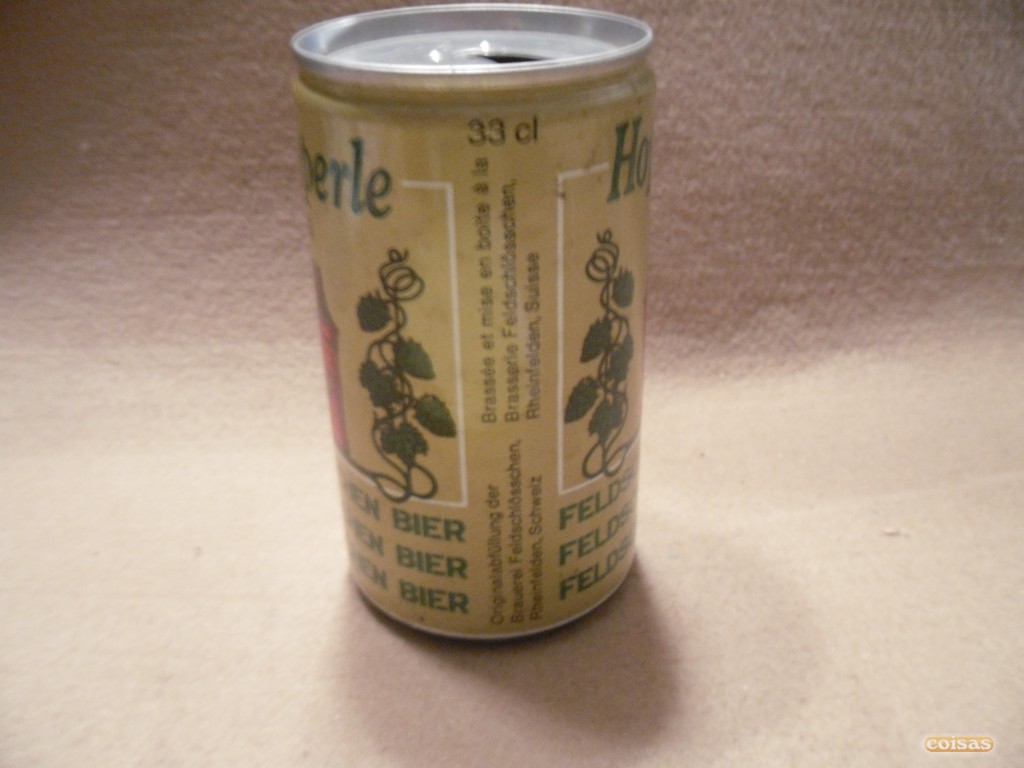 33 cl
perle
Ho
Brassée et mise en boîte à la
Brasserie Feldschlösschen,
Rheinfelden, Suisse
Originalabfüllung der
Brauerei Feldschlösschen,
Rheinfelden, Schweiz
EN BIER
EN BIER
EN BIER
FELDS
FELDS
FELDS
coisas